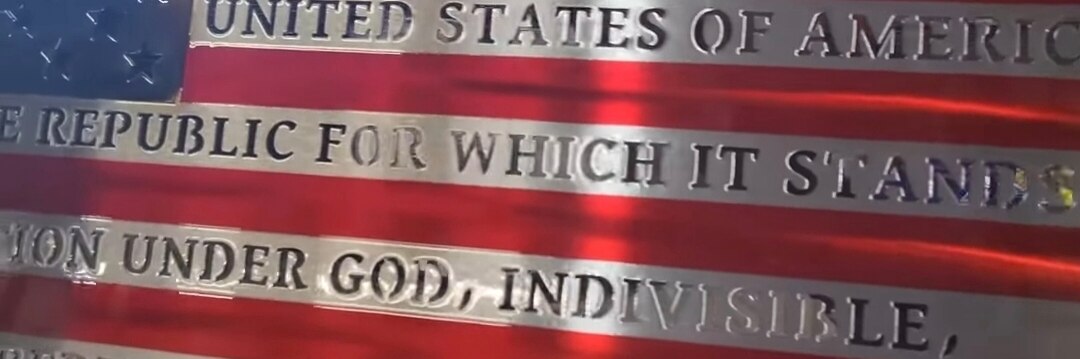 UNITED STATES OF AMERIC
E REPUBLIC FOR WHICH IT STANDS
ION UNDER GOD, INDIVISIBLE,